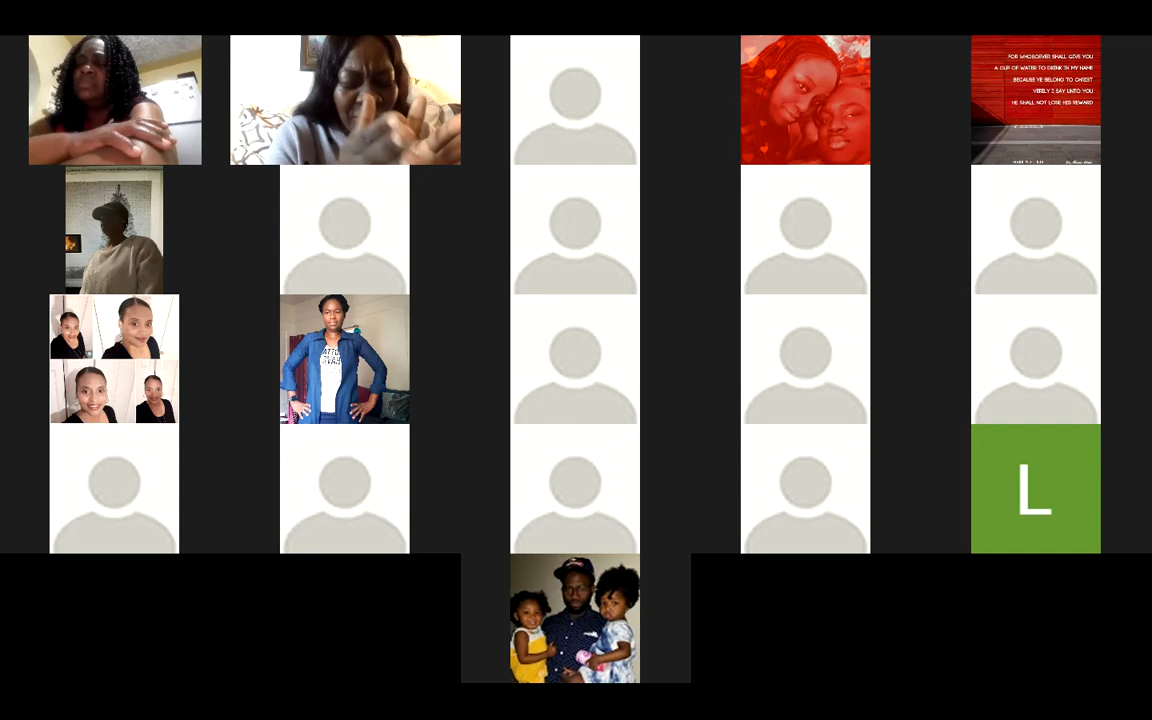 FOR WHOSOEVER SHALL GIVE YOU
A CUP OF WATER TO DRINK IN MY NAME
BECAUSE YE BELONG TO CHRIST
VERILY I SAY UNTO YOU
HE SHALL NOT LOSE HIS REWARD
L